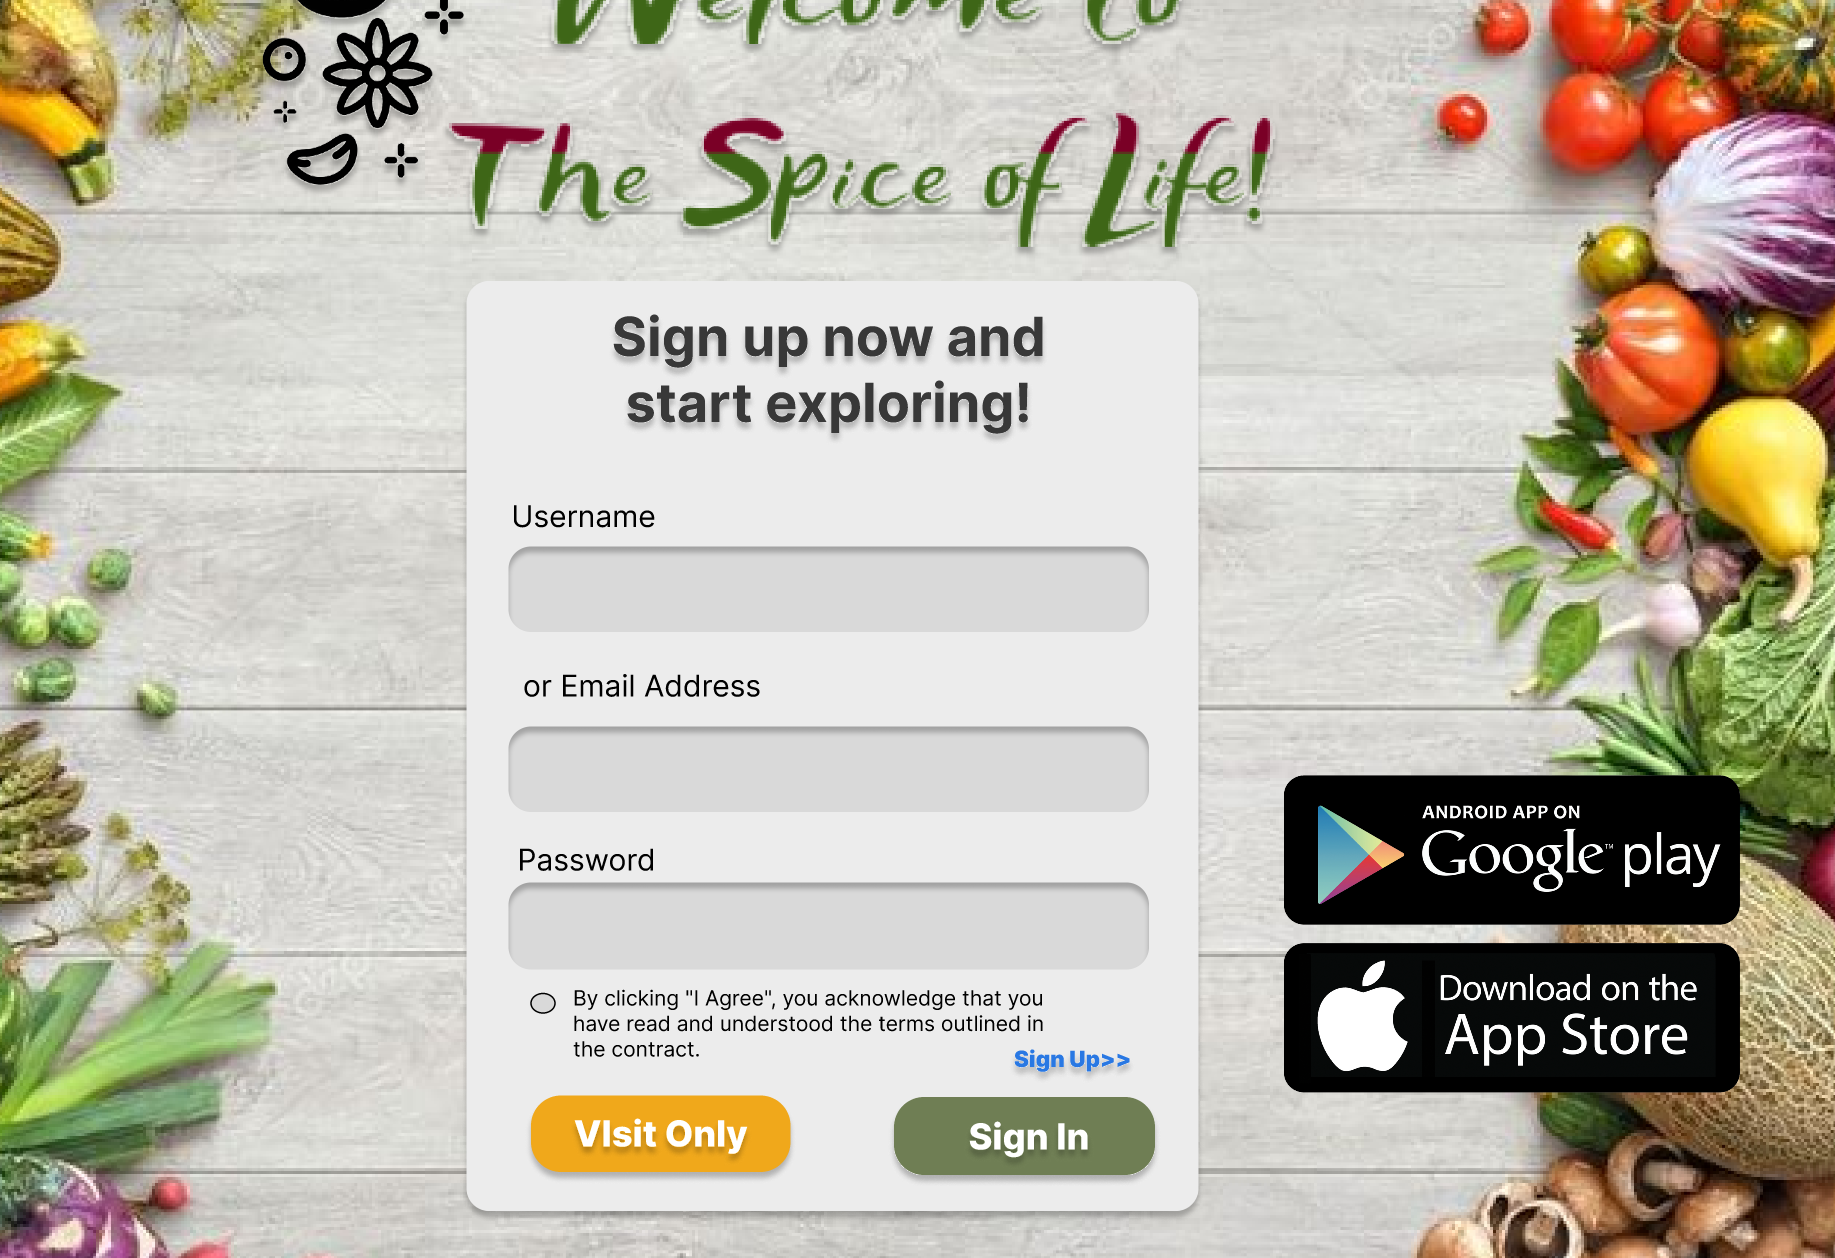 Welcome to
The Spice of Life!
Sign up now and
start exploring!
Username
or Email Address
Password
By clicking "I Agree", you acknowledge that you
have read and understood the terms outlined in
the contract.
Sign Up>>
VIsit Only
Sign In
ANDROID APP ON
Google™ play
Download on the
App Store